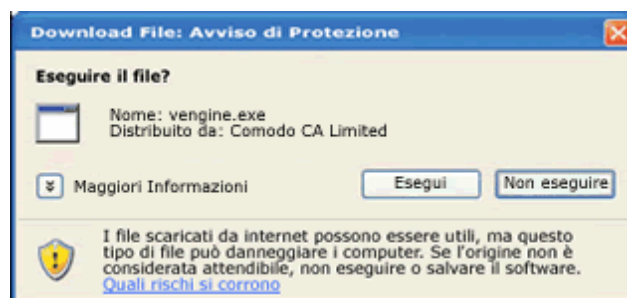 Download File: Avviso di Protezione
Eseguire il file?
Nome: vengine.exe
Distribuito da: Comodo CA Limited
Maggiori Informazioni
Esegui
Non eseguire
I file scaricati da internet possono essere utili, ma questo
tipo di file può danneggiare i computer. Se l'origine non è
considerata attendibile, non eseguire o salvare il software.
Quali rischi si corrono